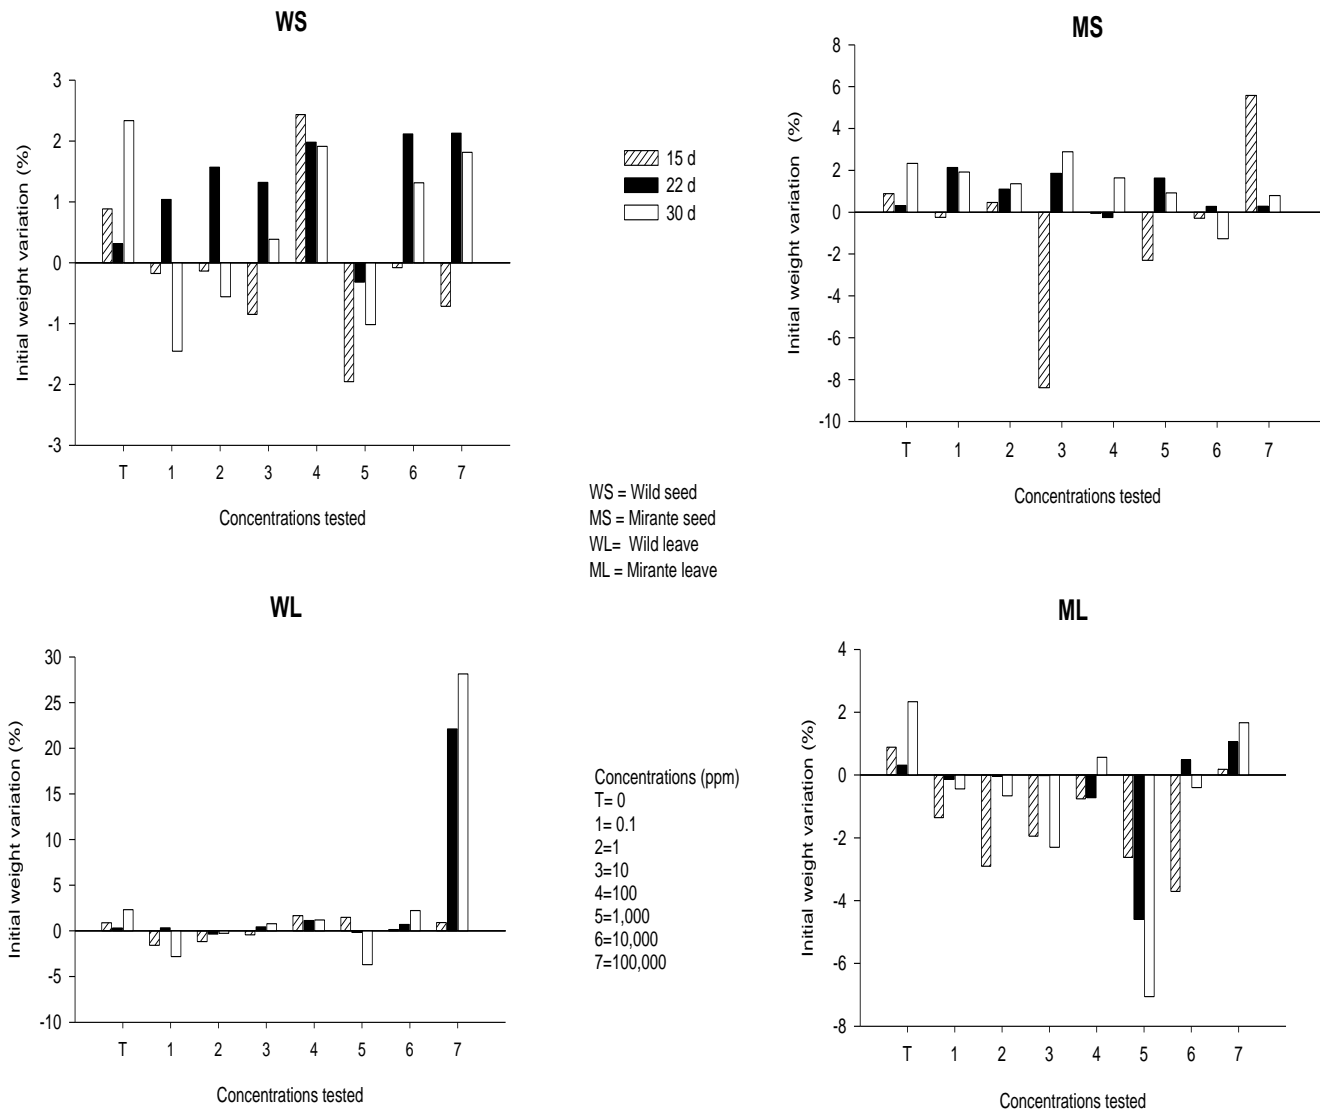 WS
Initial weight variation (%)
3
2
1
0
-1
-2
-3
T 1 2 3 4 5 6 7
Concentrations tested
15 d
22 d
30 d
MS
Initial weight variation (%)
8
6
4
2
0
-2
-4
-6
-8
-10
T 1 2 3 4 5 6 7
Concentrations tested
WS = Wild seed
MS = Mirante seed
WL= Wild leave
ML = Mirante leave
WL
Initial weight variation (%)
30
25
20
15
10
5
0
-5
-10
T 1 2 3 4 5 6 7
Concentrations tested
Concentrations (ppm)
T= 0
1= 0.1
2=1
3=10
4=100
5=1,000
6=10,000
7=100,000
ML
Initial weight variation (%)
4
2
0
-2
-4
-6
-8
T 1 2 3 4 5 6 7
Concentrations tested